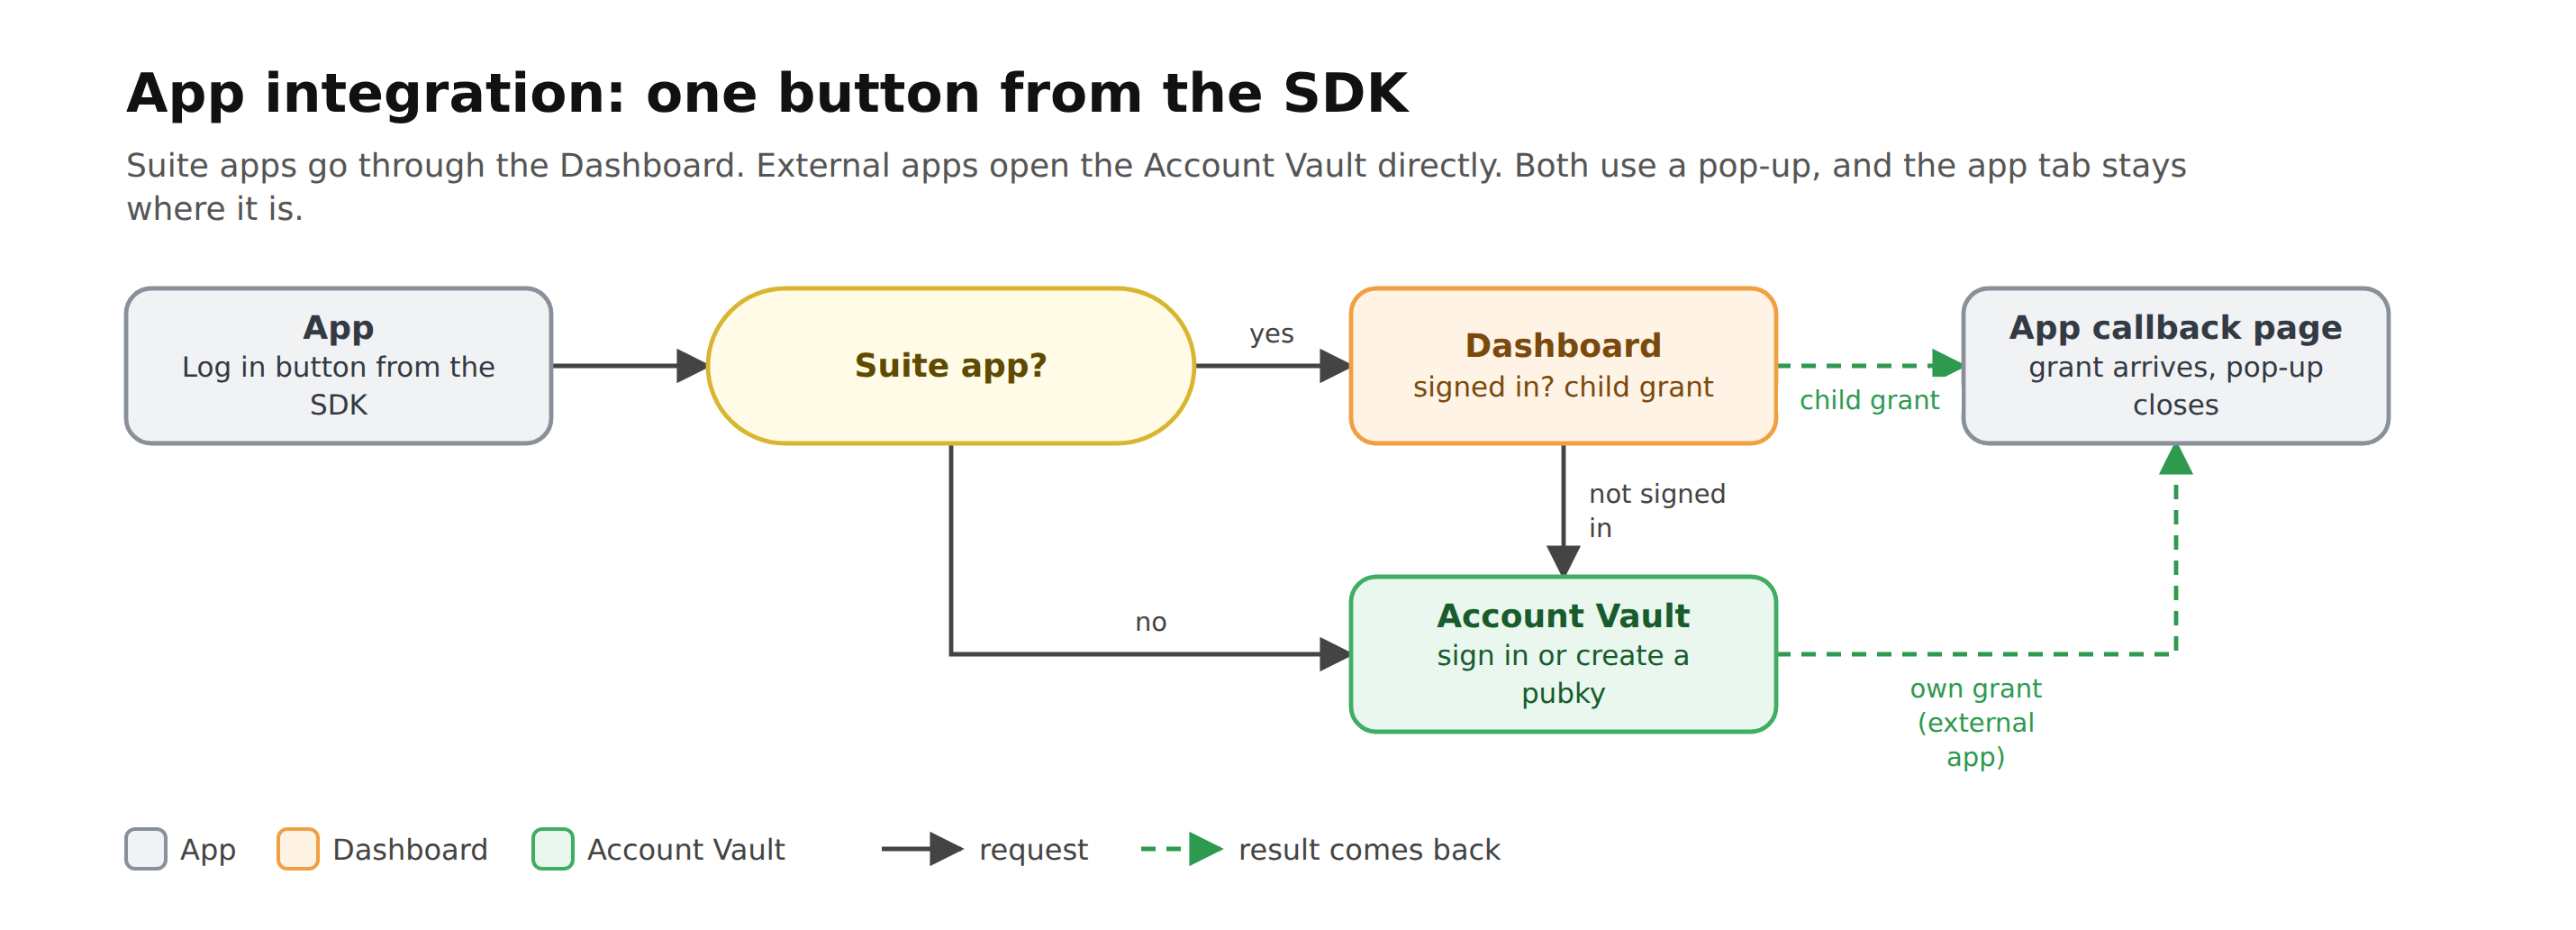 App integration: one button from the SDK
Suite apps go through the Dashboard. External apps open the Account Vault directly. Both use a pop-up, and the app tab stays
where it is.
App
Log in button from the
SDK
Suite app?
yes
Dashboard
signed in? child grant
child grant
App callback page
grant arrives, pop-up
closes
not signed
in
no
Account Vault
sign in or create a
pubky
own grant
(external
app)
App
Dashboard
Account Vault
request
result comes back